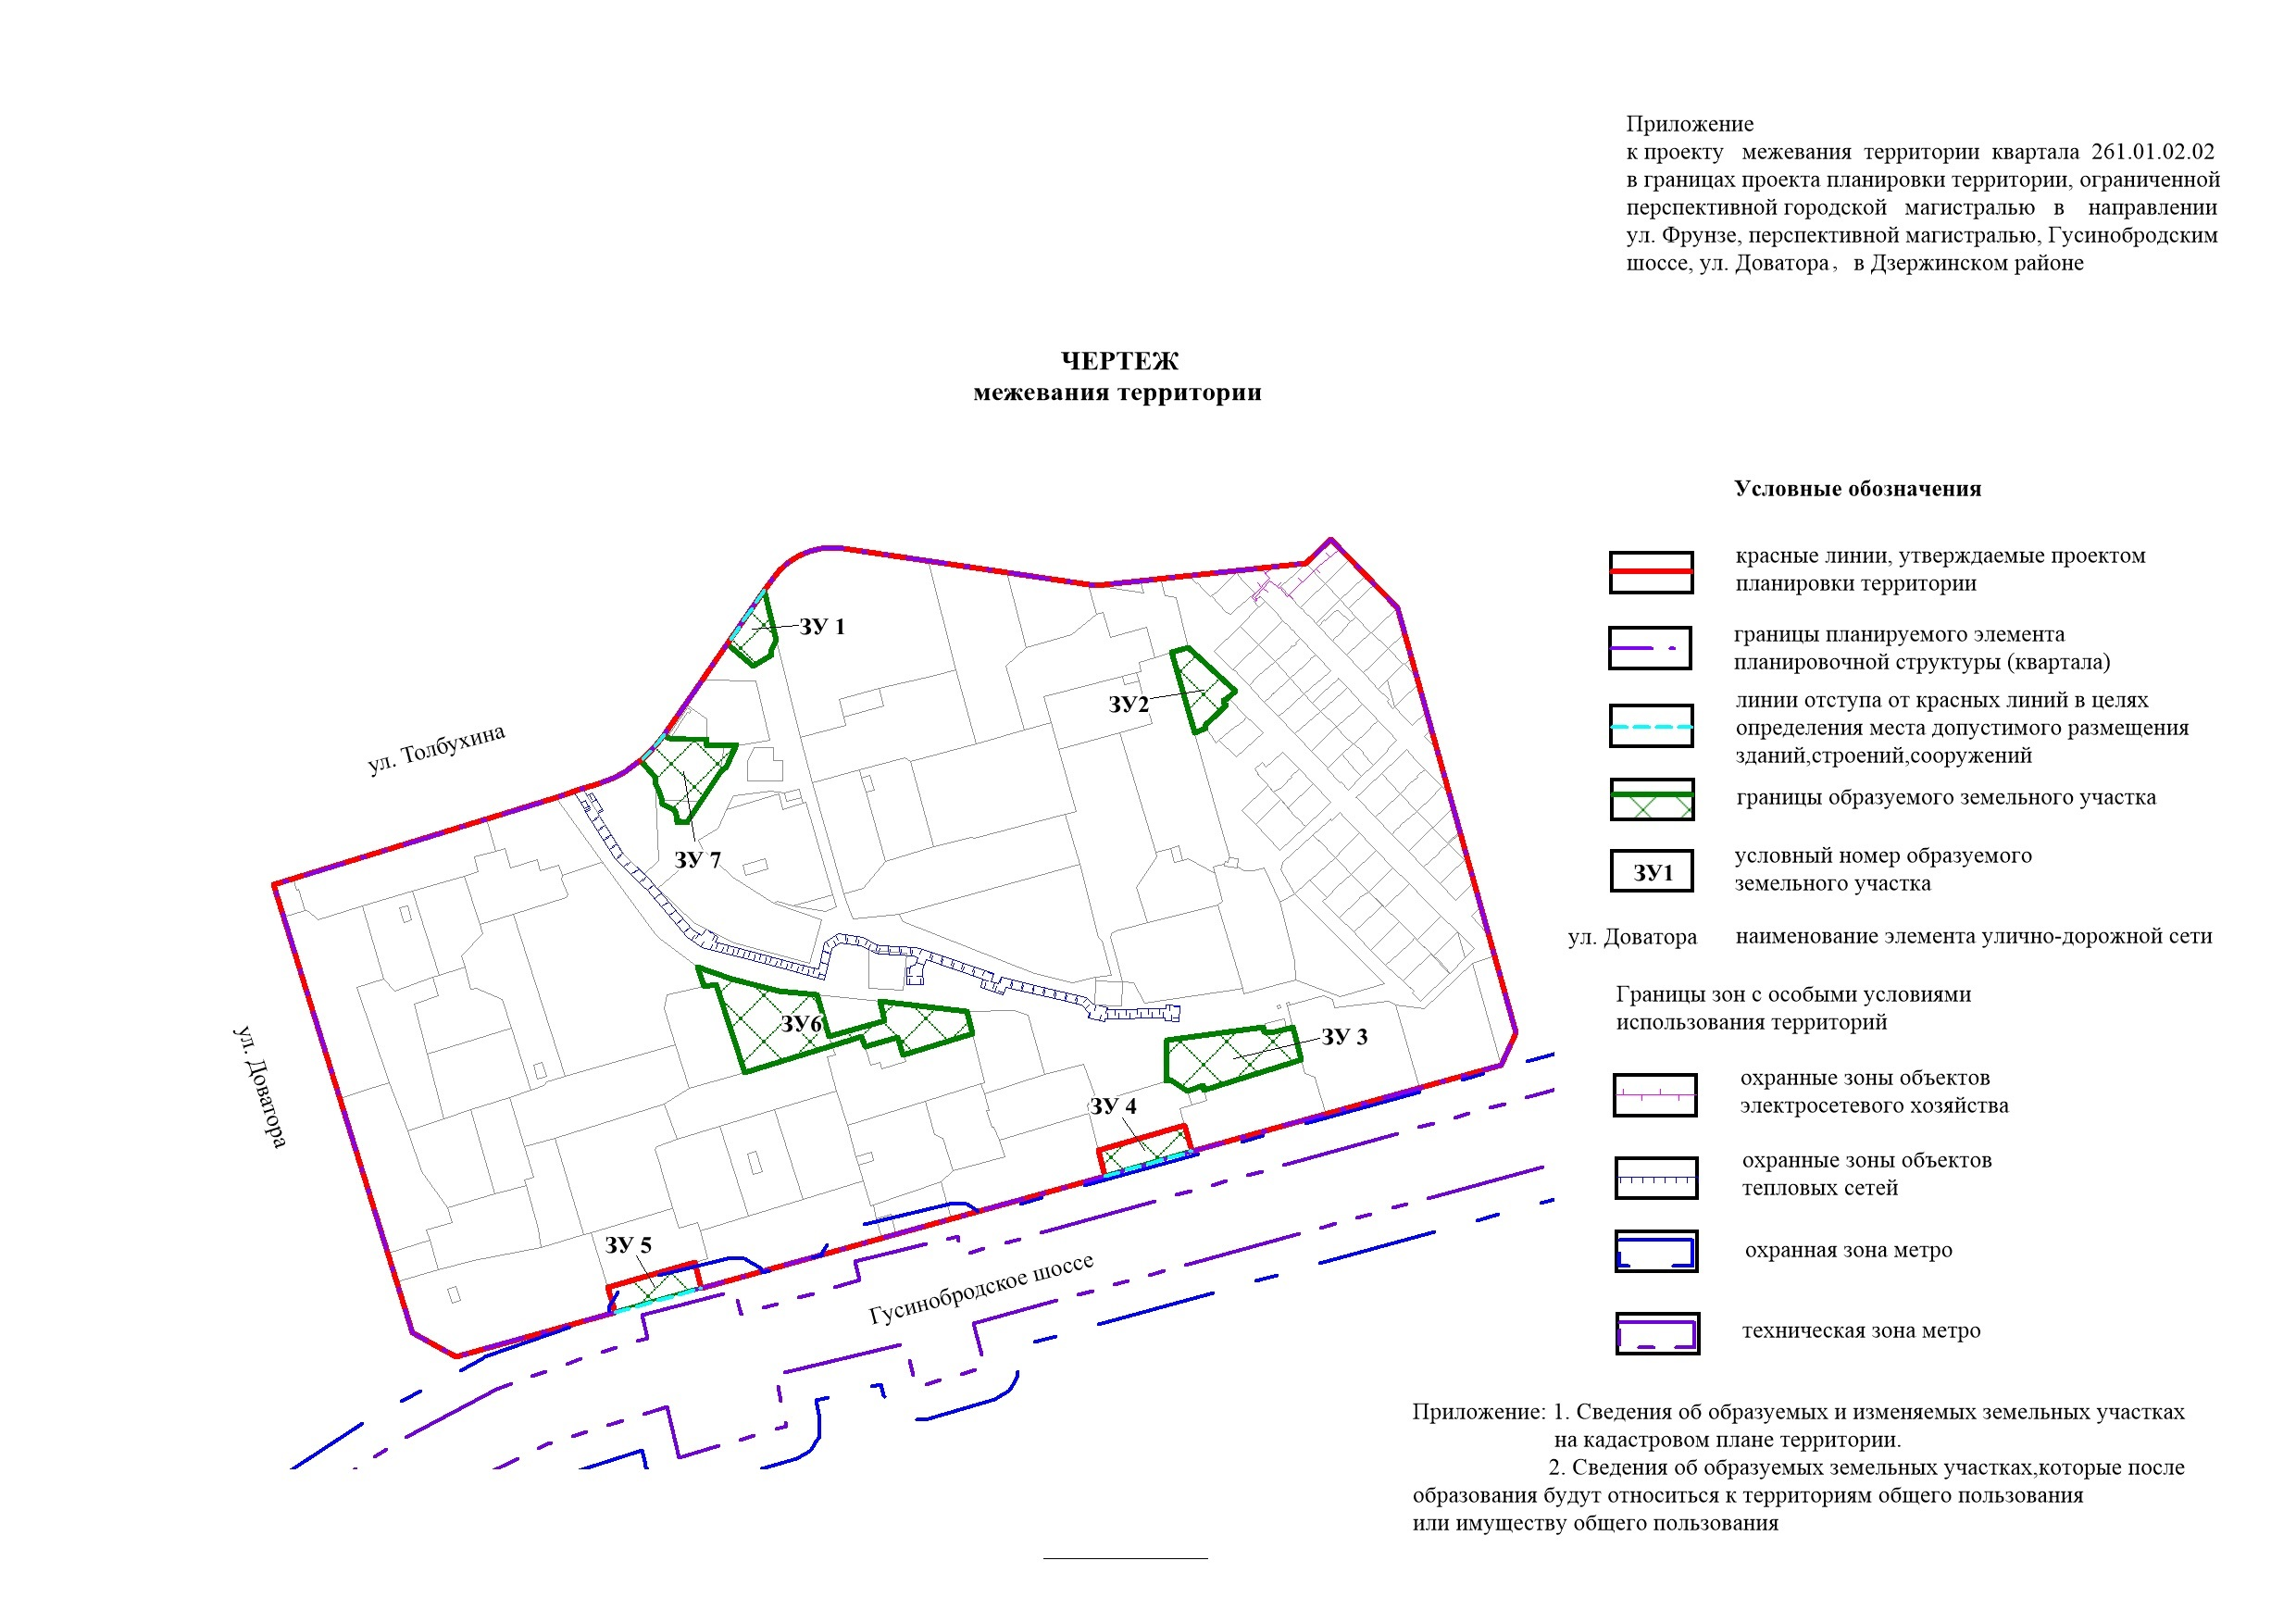 Приложение
к проекту межевания территории квартала 261.01.02.02
в границах проекта планировки территории, ограниченной
перспективной городской магистралью в направлении
ул. Фрунзе, перспективной магистралью, Гусинобродским
шоссе, ул. Доватора, в Дзержинском районе
ЧЕРТЕЖ
межевания территории
Условные обозначения
красные линии, утверждаемые проектом
планировки территории
границы планируемого элемента
планировочной структуры (квартала)
линии отступа от красных линий в целях
определения места допустимого размещения
зданий,строений,сооружений
границы образуемого земельного участка
ЗУ1
условный номер образуемого
земельного участка
ул. Доватора
наименование элемента улично-дорожной сети
Границы зон с особыми условиями
использования территорий
охранные зоны объектов
электросетевого хозяйства
охранные зоны объектов
тепловых сетей
охранная зона метро
техническая зона метро
ЗУ 1
ЗУ2
ул. Толбухина
ЗУ 7
ЗУ6
ЗУ 3
ул. Доватора
ЗУ 4
ЗУ 5
Гусинобродское шоссе
Приложение: 1. Сведения об образуемых и изменяемых земельных участках
на кадастровом плане территории.
2. Сведения об образуемых земельных участках,которые после
образования будут относиться к территориям общего пользования
или имуществу общего пользования